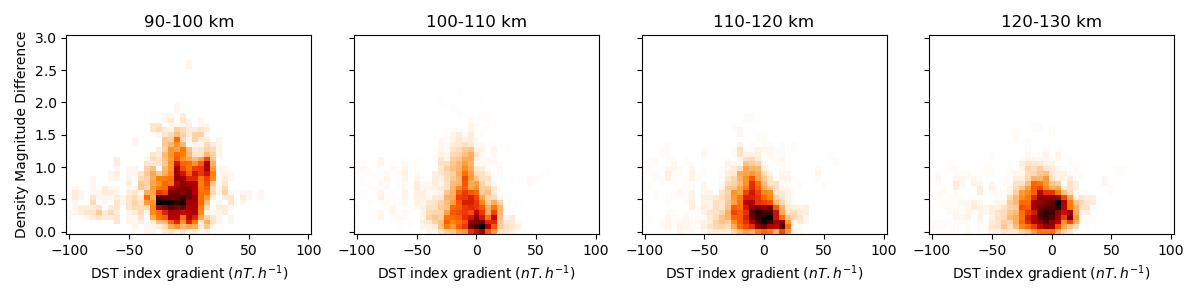 90-100 km
100-110 km
110-120 km
120-130 km
Density Magnitude Difference
3.0
2.5
2.0
1.5
1.0
0.5
0.0
−100 −50 0 50 100
−100 −50 0 50 100
−100 −50 0 50 100
−100 −50 0 50 100
DST index gradient (nT.h⁻¹)
DST index gradient (nT.h⁻¹)
DST index gradient (nT.h⁻¹)
DST index gradient (nT.h⁻¹)